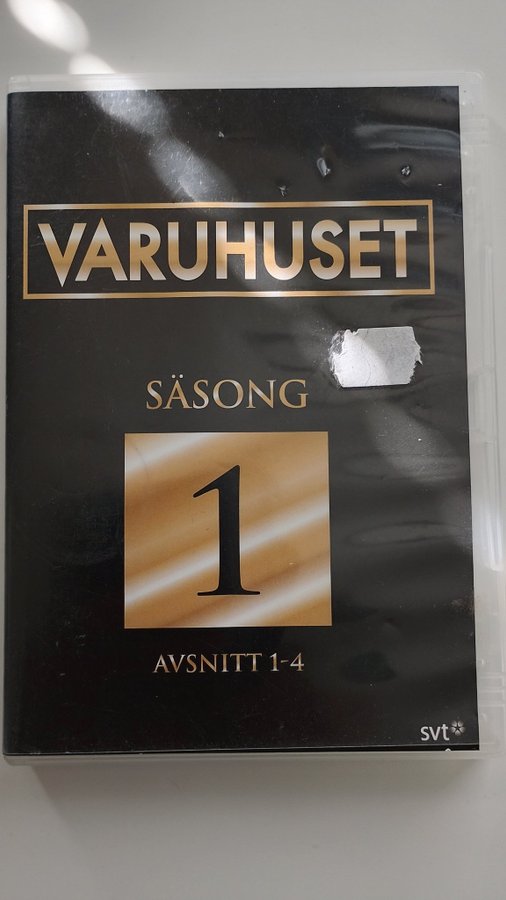 VARUHUSET
SÄSONG
1
AVSNITT 1-4
svt